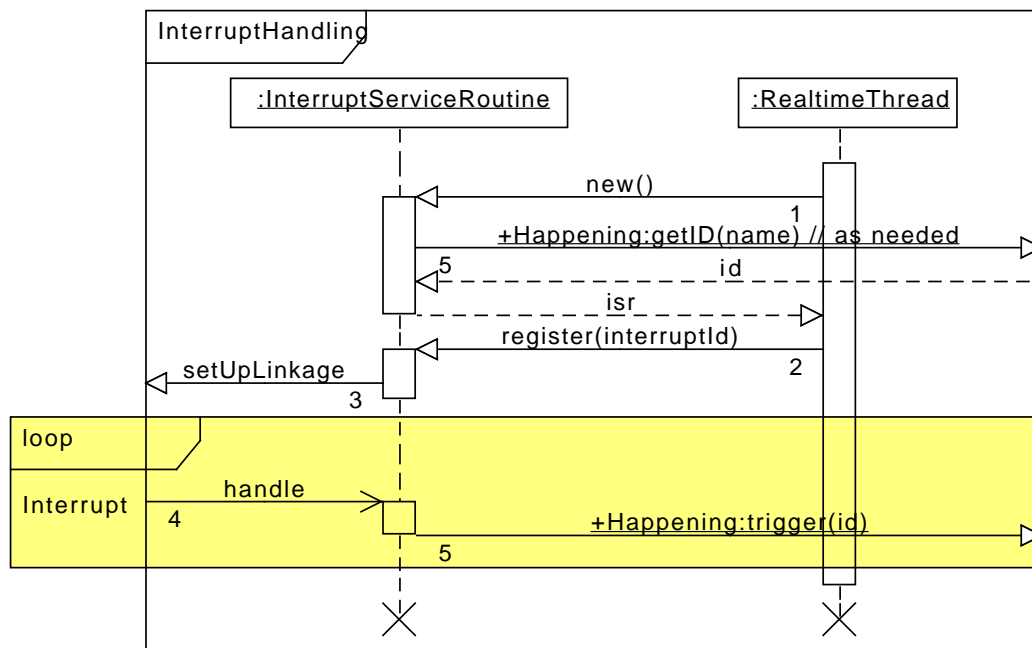 InterruptHandling
:InterruptServiceRoutine
:RealtimeThread
new()
1
+Happening:getID(name) // as needed
5
id
isr
register(interruptId)
2
setUpLinkage
3
loop
Interrupt
handle
4
+Happening:trigger(id)
5